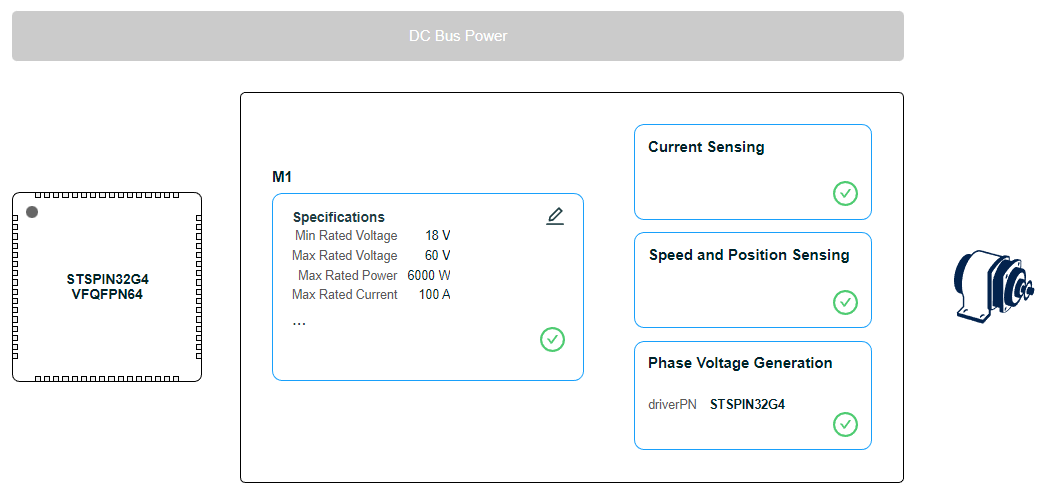 DC Bus Power
STSPIN32G4
VFQFPN64
M1
Specifications
Min Rated Voltage 18 V
Max Rated Voltage 60 V
Max Rated Power 6000 W
Max Rated Current 100 A
...
Current Sensing
Speed and Position Sensing
Phase Voltage Generation
driverPN STSPIN32G4